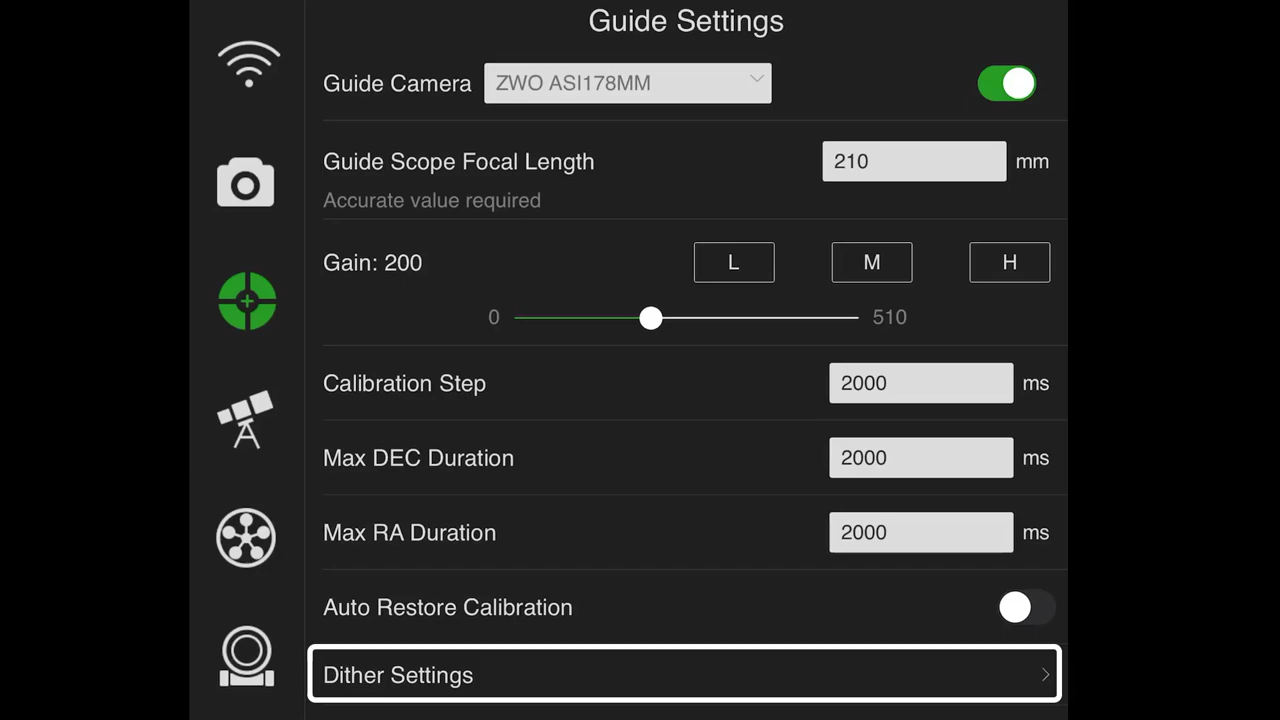 Guide Settings
Guide Camera ZWO ASI178MM
Guide Scope Focal Length 210 mm
Accurate value required
Gain: 200 L M H
0 510
Calibration Step 2000 ms
Max DEC Duration 2000 ms
Max RA Duration 2000 ms
Auto Restore Calibration
Dither Settings